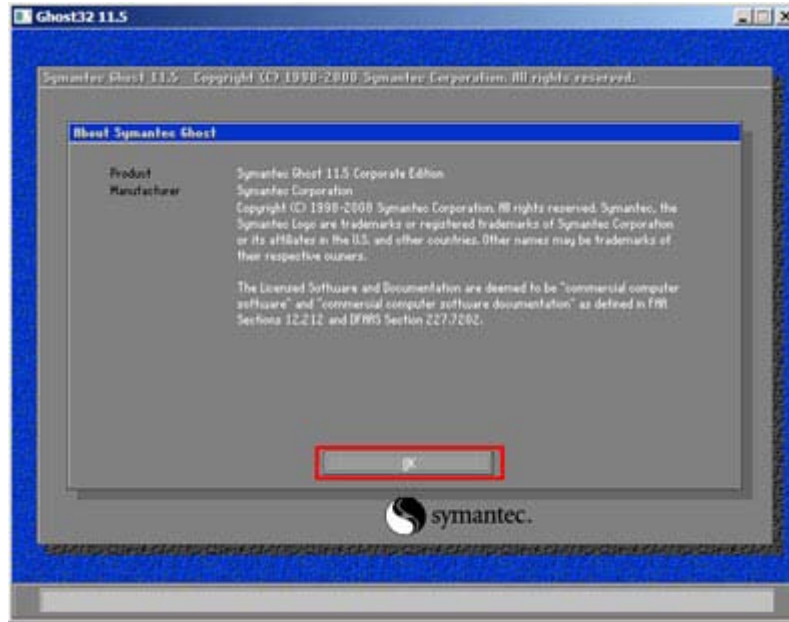 Ghost32 11.5
Symantec Ghost 11.5 Copyright (C) 1998-2008 Symantec Corporation. All rights reserved.
About Symantec Ghost
Product Symantec Ghost 11.5 Corporate Edition
Manufacturer Symantec Corporation
Copyright (C) 1998-2008 Symantec Corporation. All rights reserved. Symantec, the
Symantec Logo are trademarks or registered trademarks of Symantec Corporation
or its affiliates in the U.S. and other countries. Other names may be trademarks of
their respective owners.
The Licensed Software and Documentation are deemed to be "commercial computer
software" and "commercial computer software documentation" as defined in FAR
Sections 12.212 and DFARS Section 227.7202.
OK
symantec.